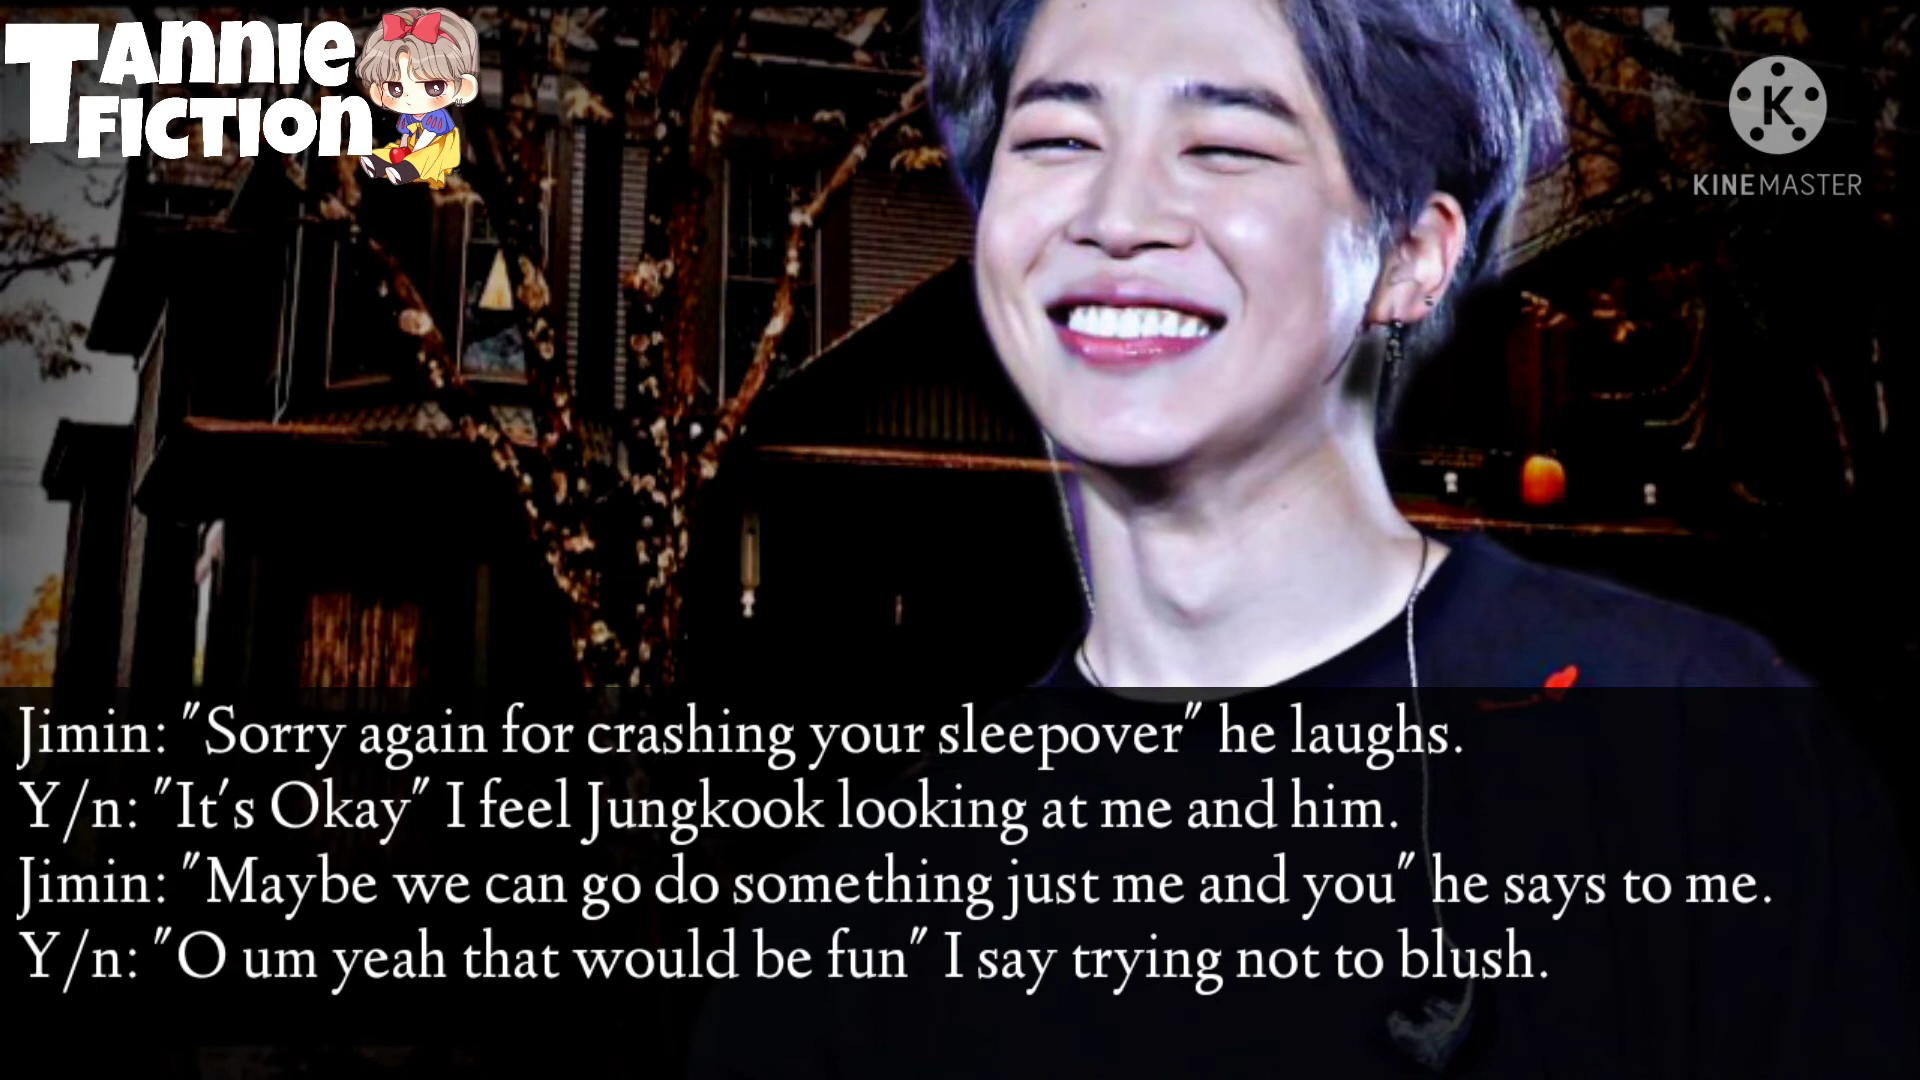 TAnnie
Fiction
K
KINEMASTER
Jimin: "Sorry again for crashing your sleepover" he laughs.
Y/n: "It's Okay" I feel Jungkook looking at me and him.
Jimin: "Maybe we can go do something just me and you" he says to me.
Y/n: "O um yeah that would be fun" I say trying not to blush.